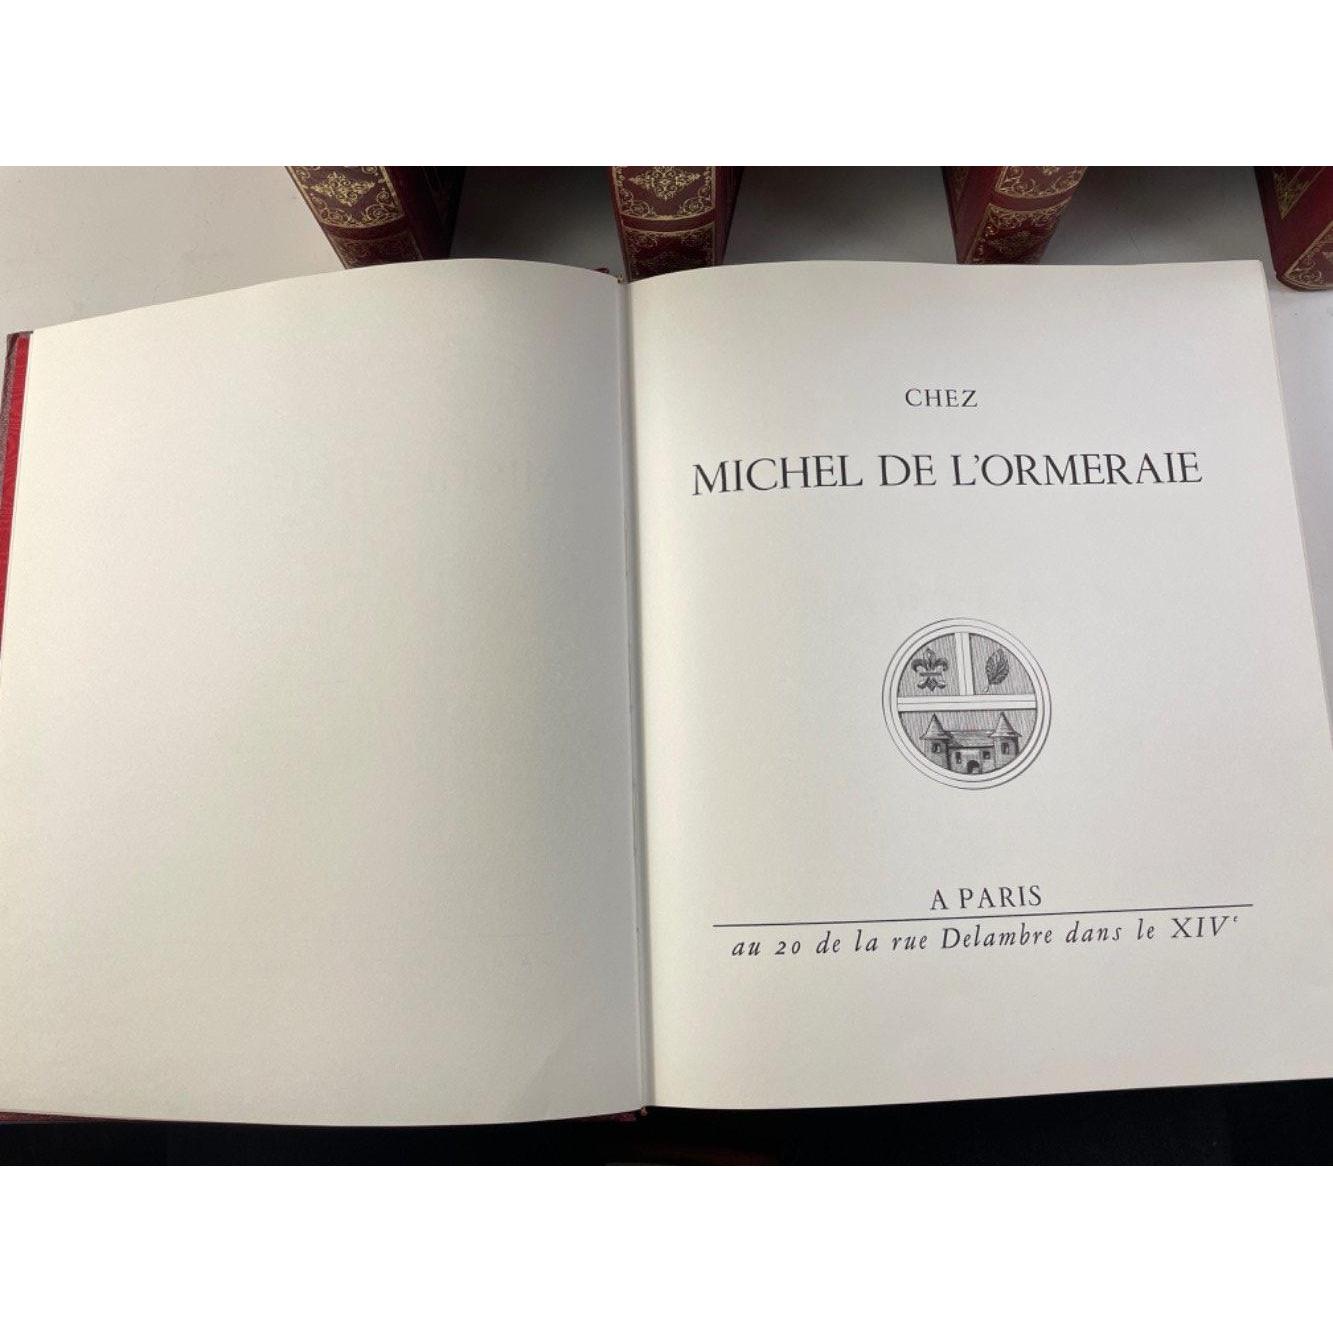 CHEZ
MICHEL DE L'ORMERAIE
A PARIS
au 20 de la rue Delambre dans le XIVe